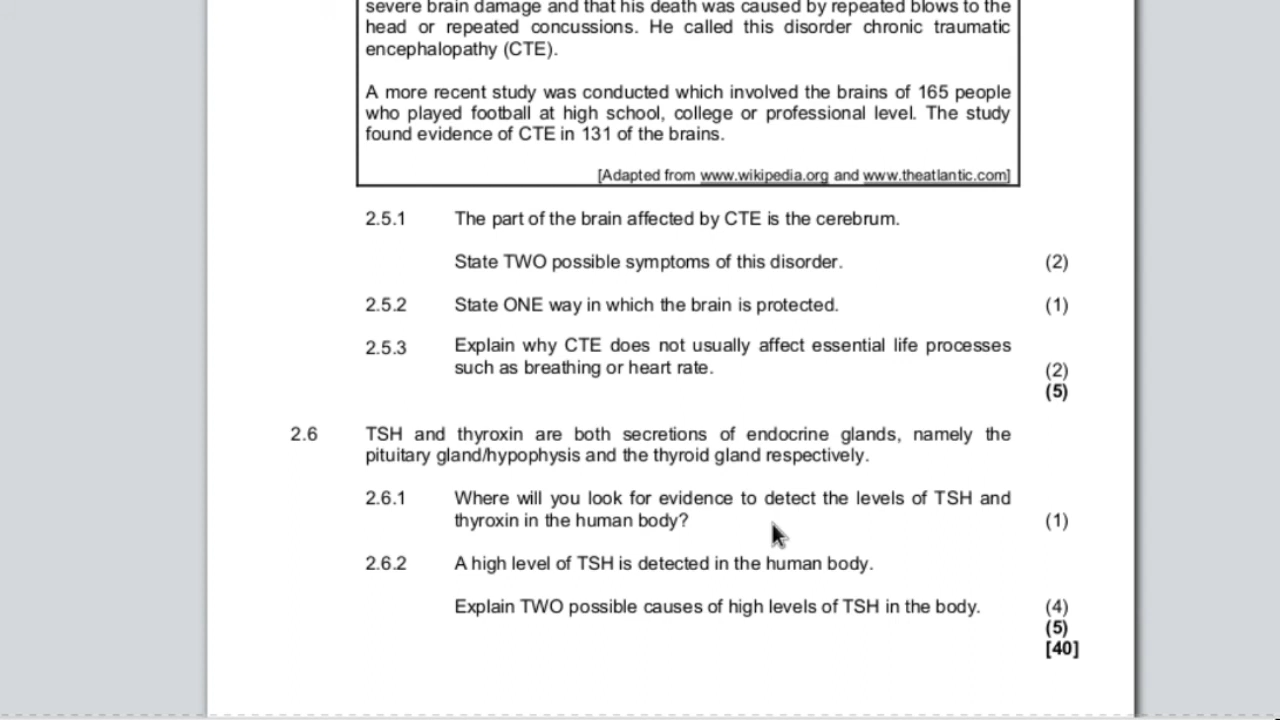 severe brain damage and that his death was caused by repeated blows to the
head or repeated concussions. He called this disorder chronic traumatic
encephalopathy (CTE).
A more recent study was conducted which involved the brains of 165 people
who played football at high school, college or professional level. The study
found evidence of CTE in 131 of the brains.
[Adapted from www.wikipedia.org and www.theatlantic.com]
2.5.1 The part of the brain affected by CTE is the cerebrum.
State TWO possible symptoms of this disorder. (2)
2.5.2 State ONE way in which the brain is protected. (1)
2.5.3 Explain why CTE does not usually affect essential life processes
such as breathing or heart rate. (2)
(5)
2.6 TSH and thyroxin are both secretions of endocrine glands, namely the
pituitary gland/hypophysis and the thyroid gland respectively.
2.6.1 Where will you look for evidence to detect the levels of TSH and
thyroxin in the human body? (1)
2.6.2 A high level of TSH is detected in the human body.
Explain TWO possible causes of high levels of TSH in the body. (4)
(5)
[40]